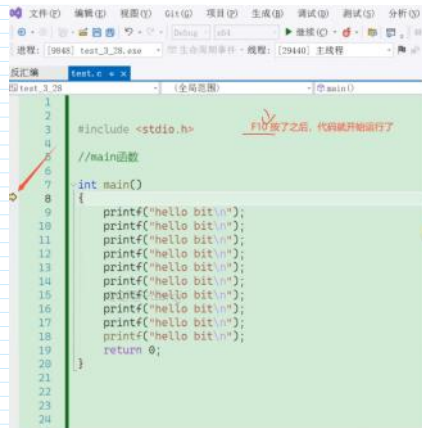 文件(F) 编辑(E) 视图(V) Git(G) 项目(P) 生成(B) 调试(D) 测试(S) 分析(N)
Debug x64 继续(C)
进程: [9848] test_3_28.exe 生命周期事件 线程: [29440] 主线程
反汇编 test.c
test_3_28 (全局范围) main()
1
2
3 #include <stdio.h> F10 按了之后,代码就开始运行了
4
5 //main函数
6
7 int main()
8 {
9 printf("hello bit\n");
10 printf("hello bit\n");
11 printf("hello bit\n");
12 printf("hello bit\n");
13 printf("hello bit\n");
14 printf("hello bit\n");
15 printf("hello bit\n");
16 printf("hello bit\n");
17 printf("hello bit\n");
18 printf("hello bit\n");
19 return 0;
20 }
21
22
23
24